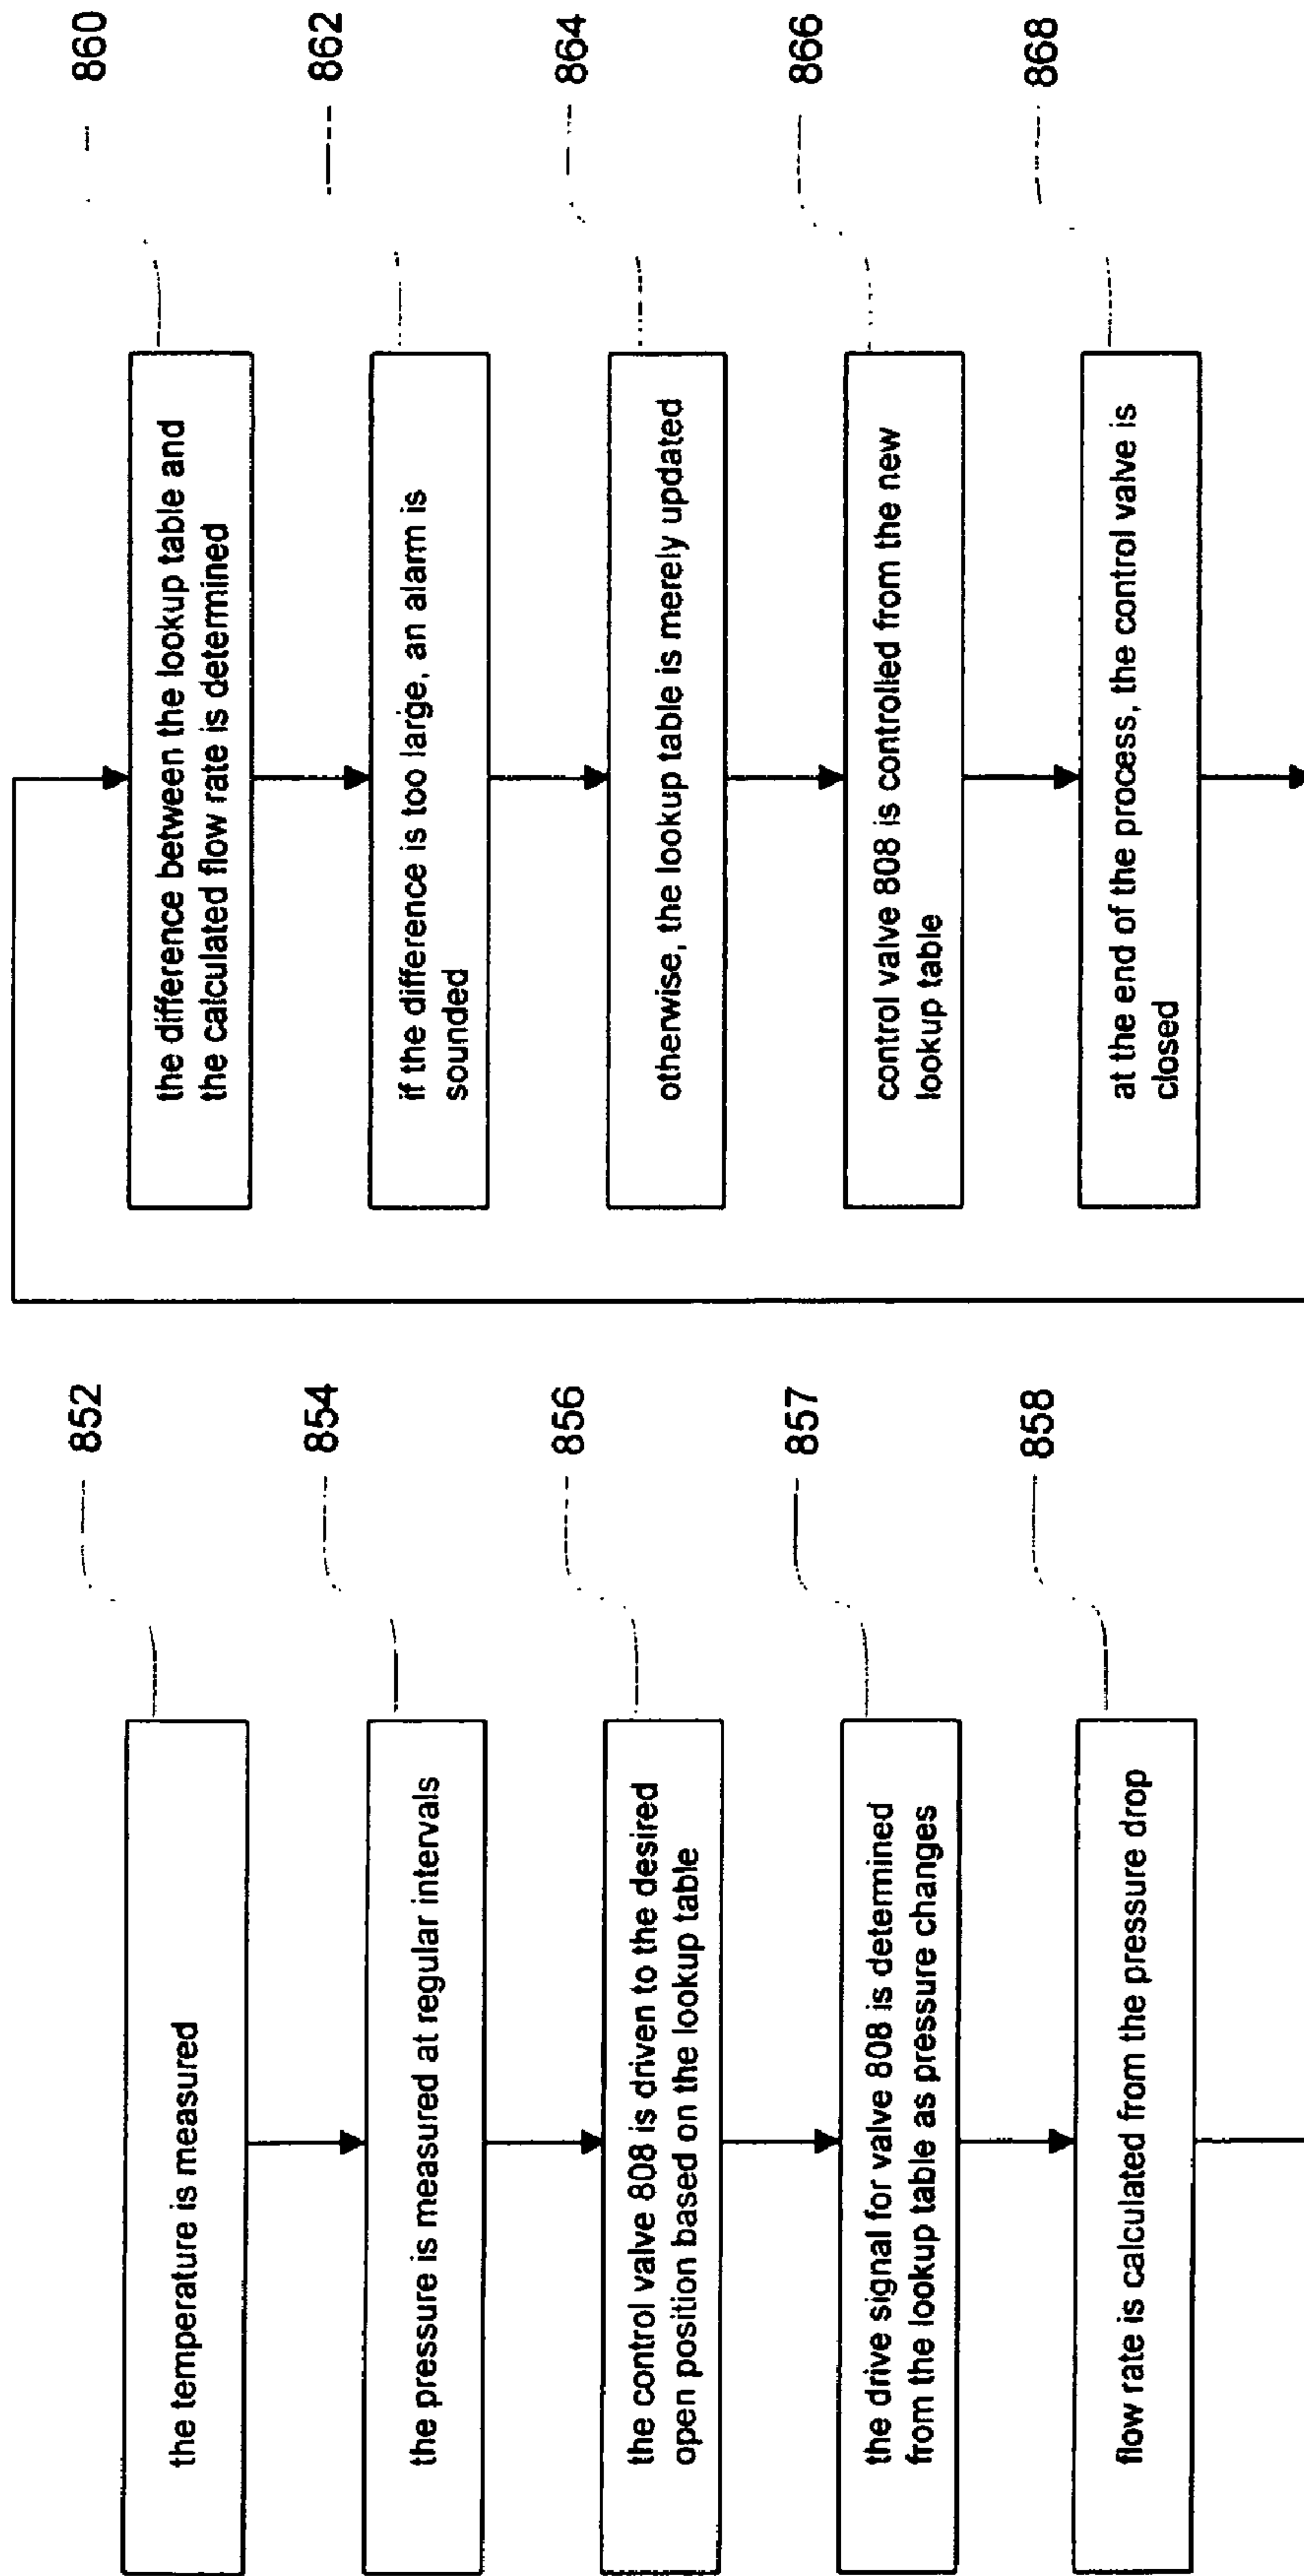 the temperature is measured
852
the pressure is measured at regular intervals
854
the control valve 808 is driven to the desired
open position based on the lookup table
856
the drive signal for valve 808 is determined
from the lookup table as pressure changes
857
flow rate is calculated from the pressure drop
858
the difference between the lookup table and
the calculated flow rate is determined
860
if the difference is too large, an alarm is
sounded
862
otherwise, the lookup table is merely updated
864
control valve 808 is controlled from the new
lookup table
866
at the end of the process, the control valve is
closed
868